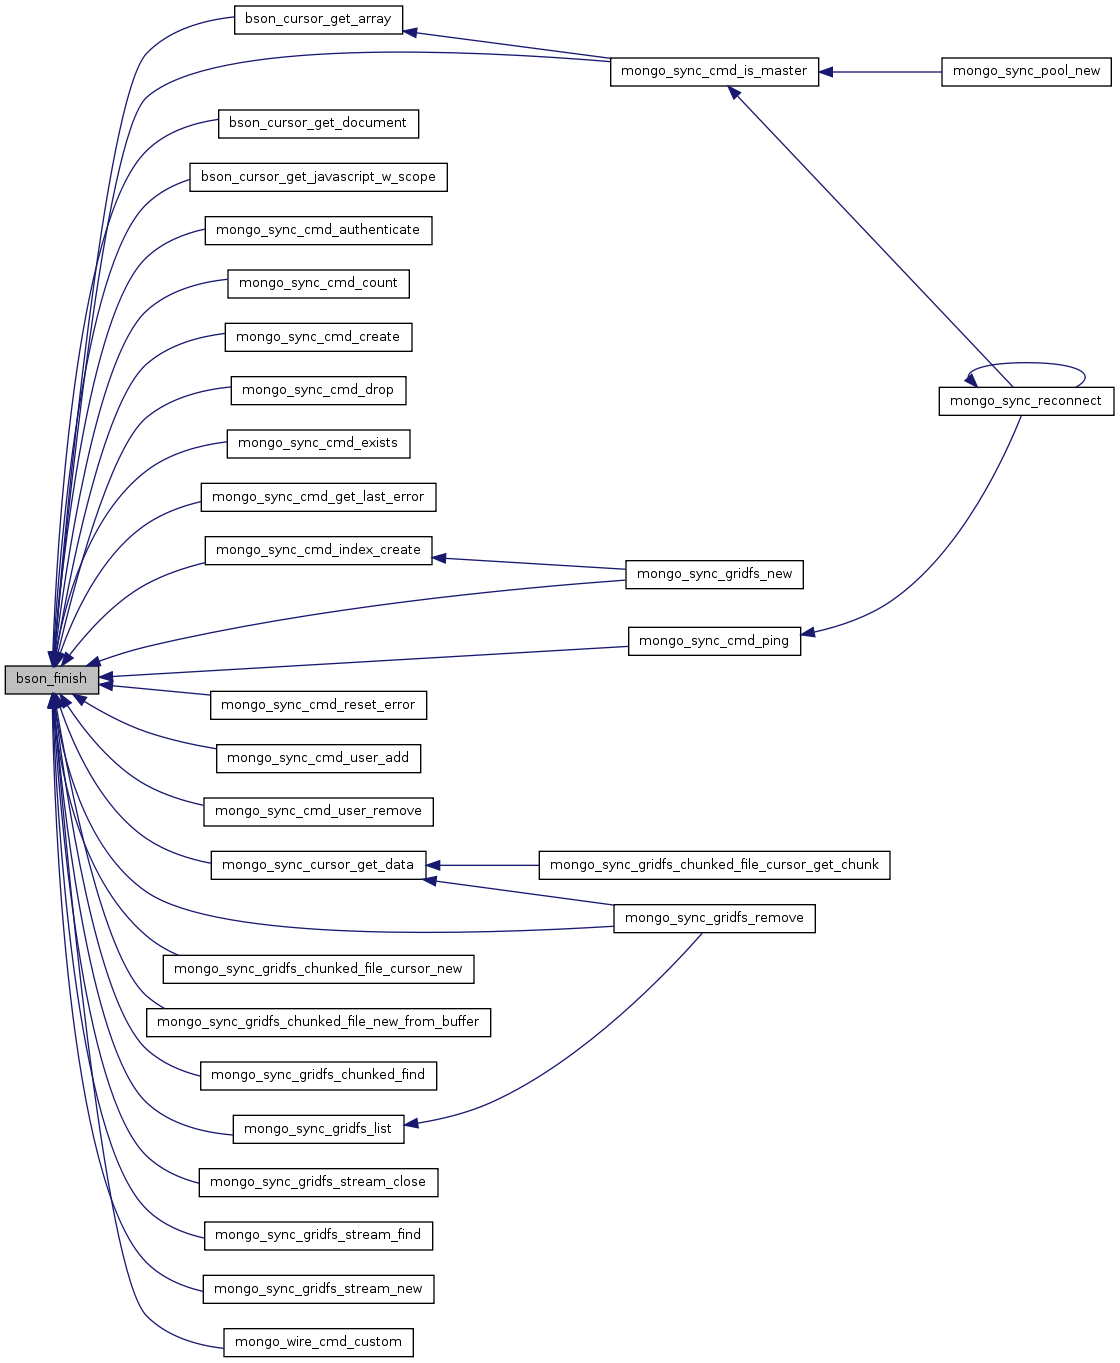 bson_cursor_get_array
mongo_sync_cmd_is_master
mongo_sync_pool_new
bson_cursor_get_document
bson_cursor_get_javascript_w_scope
mongo_sync_cmd_authenticate
mongo_sync_cmd_count
mongo_sync_cmd_create
mongo_sync_cmd_drop
mongo_sync_reconnect
mongo_sync_cmd_exists
mongo_sync_cmd_get_last_error
mongo_sync_cmd_index_create
mongo_sync_gridfs_new
mongo_sync_cmd_ping
bson_finish
mongo_sync_cmd_reset_error
mongo_sync_cmd_user_add
mongo_sync_cmd_user_remove
mongo_sync_cursor_get_data
mongo_sync_gridfs_chunked_file_cursor_get_chunk
mongo_sync_gridfs_remove
mongo_sync_gridfs_chunked_file_cursor_new
mongo_sync_gridfs_chunked_file_new_from_buffer
mongo_sync_gridfs_chunked_find
mongo_sync_gridfs_list
mongo_sync_gridfs_stream_close
mongo_sync_gridfs_stream_find
mongo_sync_gridfs_stream_new
mongo_wire_cmd_custom